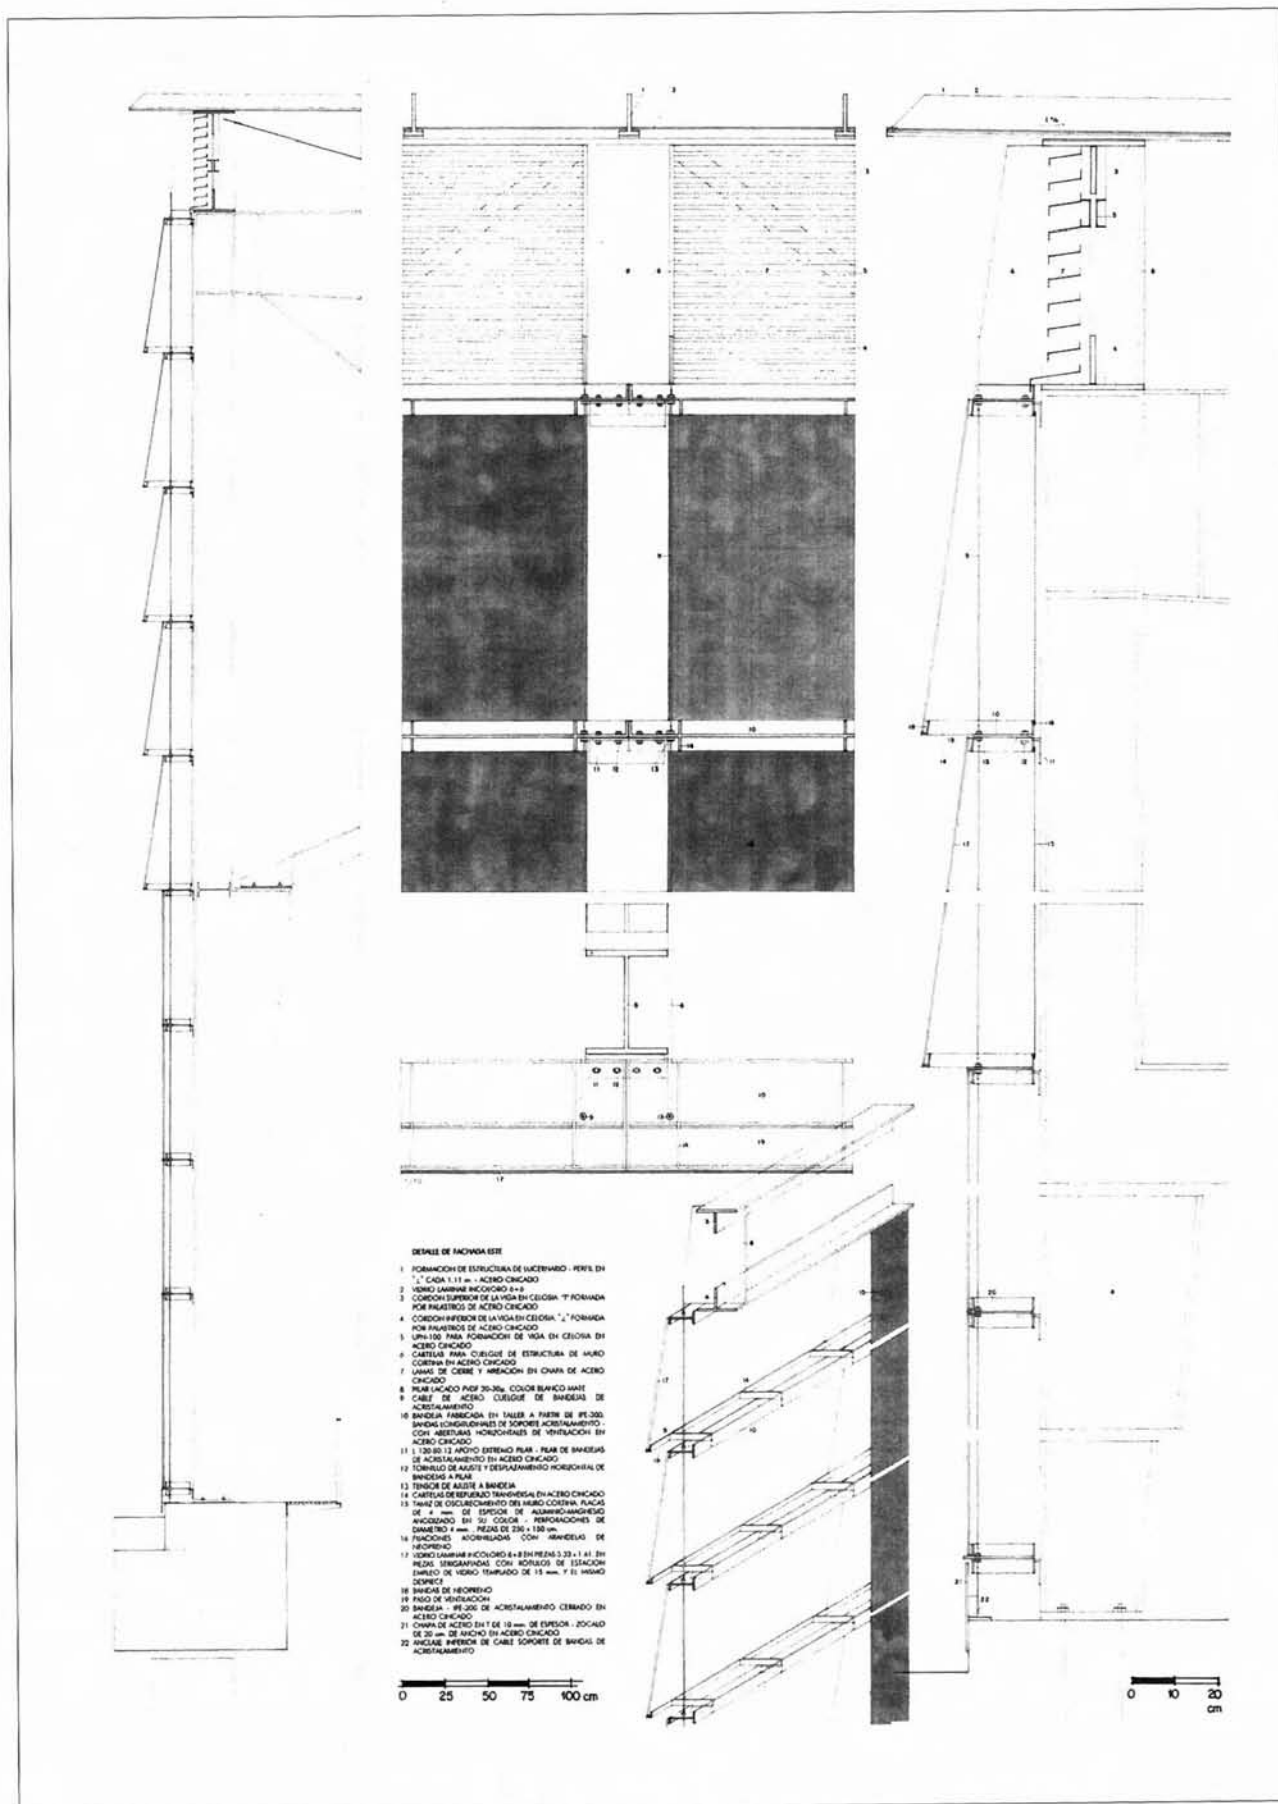 DETALLE DE FACHADA ESTE
1 FORMACION DE ESTRUCTURA DE LUCERNARIO - PERFIL EN
"⊥" CADA 1.11 m. - ACERO CINCADO
2 VIDRIO LAMINAR INCOLORO 6+6
3 CORDON SUPERIOR DE LA VIGA EN CELOSIA "T" FORMADA
POR PALASTROS DE ACERO CINCADO
4 CORDON INFERIOR DE LA VIGA EN CELOSIA, "⊥" FORMADA
POR PALASTROS DE ACERO CINCADO
5 UPN-100 PARA FORMACION DE VIGA EN CELOSIA EN
ACERO CINCADO
6 CARTELAS PARA CUELGUE DE ESTRUCTURA DE MURO
CORTINA EN ACERO CINCADO
7 LAMAS DE CIERRE Y AIREACION EN CHAPA DE ACERO
CINCADO
8 PILAR LACADO PVDF 20-30µ, COLOR BLANCO MATE
9 CABLE DE ACERO CUELGUE DE BANDEJAS DE
ACRISTALAMIENTO
10 BANDEJA FABRICADA EN TALLER A PARTIR DE IPE-300,
BANDAS LONGITUDINALES DE SOPORTE ACRISTALAMIENTO -
CON ABERTURAS HORIZONTALES DE VENTILACION EN
ACERO CINCADO
11 L 120·80·12 APOYO EXTREMO PILAR - PILAR DE BANDEJAS
DE ACRISTALAMIENTO EN ACERO CINCADO
12 TORNILLO DE AJUSTE Y DESPLAZAMIENTO HORIZONTAL DE
BANDEJAS A PILAR
13 TENSOR DE AJUSTE A BANDEJA
14 CARTELAS DE REFUERZO TRANSVERSAL EN ACERO CINCADO
15 TAMIZ DE OSCURECIMIENTO DEL MURO CORTINA, PLACAS
DE 4 mm. DE ESPESOR DE ALUMINIO-MAGNESIO
ANODIZADO EN SU COLOR - PERFORACIONES DE
DIAMETRO 4 mm., PIEZAS DE 250 x 150 cm.
16 FIJACIONES ATORNILLADAS CON ARANDELAS DE
NEOPRENO
17 VIDRIO LAMINAR INCOLORO 8+8 EN PIEZAS 3.33 x 1.61. EN
PIEZAS SERIGRAFIADAS CON ROTULOS DE ESTACION
EMPLEO DE VIDRIO TEMPLADO DE 15 mm. Y EL MISMO
DESPIECE
18 BANDAS DE NEOPRENO
19 PASO DE VENTILACION
20 BANDEJA - IPE-300 DE ACRISTALAMIENTO CERRADO EN
ACERO CINCADO
21 CHAPA DE ACERO EN T DE 10 mm. DE ESPESOR - ZOCALO
DE 20 cm. DE ANCHO EN ACERO CINCADO
22 ANCLAJE INFERIOR DE CABLE SOPORTE DE BANDAS DE
ACRISTALAMIENTO
0 25 50 75 100 cm
0 10 20
cm